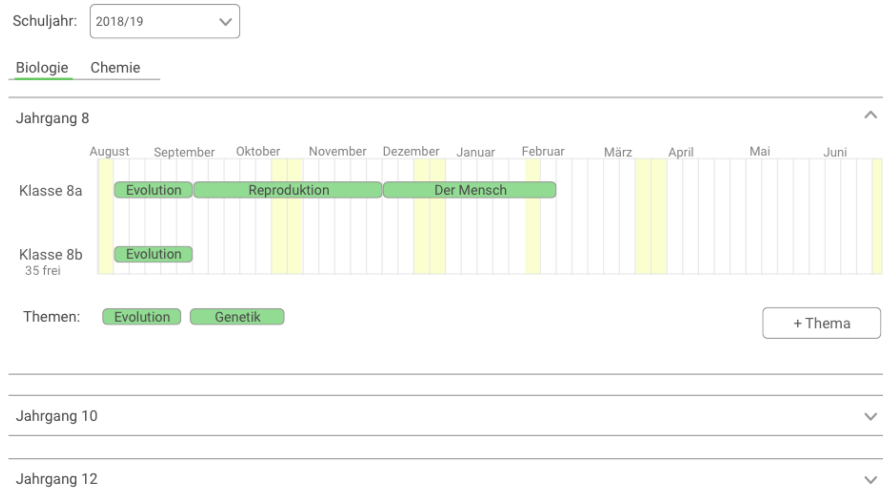 Schuljahr: 2018/19
Biologie Chemie
Jahrgang 8
August September Oktober November Dezember Januar Februar März April Mai Juni
Klasse 8a Evolution Reproduktion Der Mensch
Klasse 8b Evolution
35 frei
Themen: Evolution Genetik + Thema
Jahrgang 10
Jahrgang 12